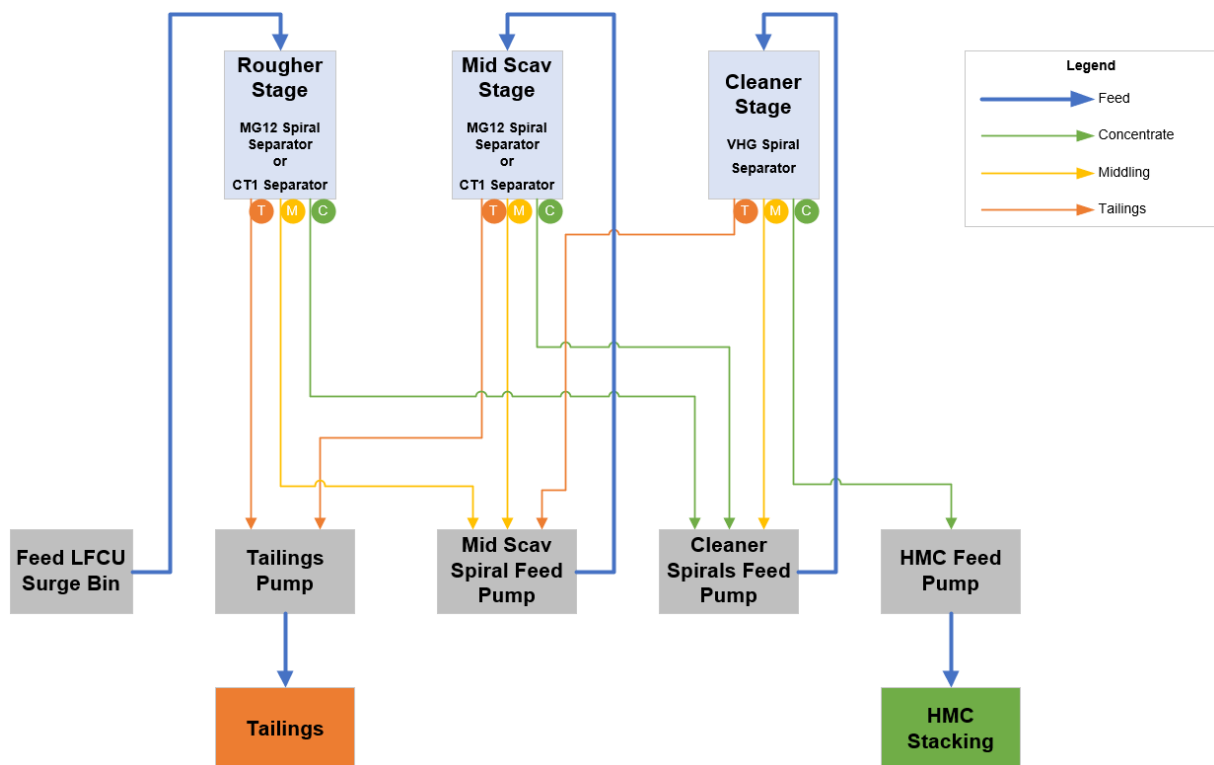 Rougher
Stage
MG12 Spiral
Separator
or
CT1 Separator
T
M
C
Mid Scav
Stage
MG12 Spiral
Separator
or
CT1 Separator
T
M
C
Cleaner
Stage
VHG Spiral
Separator
T
M
C
Legend
Feed
Concentrate
Middling
Tailings
Feed LFCU
Surge Bin
Tailings
Pump
Mid Scav
Spiral Feed
Pump
Cleaner
Spirals Feed
Pump
HMC Feed
Pump
Tailings
HMC
Stacking